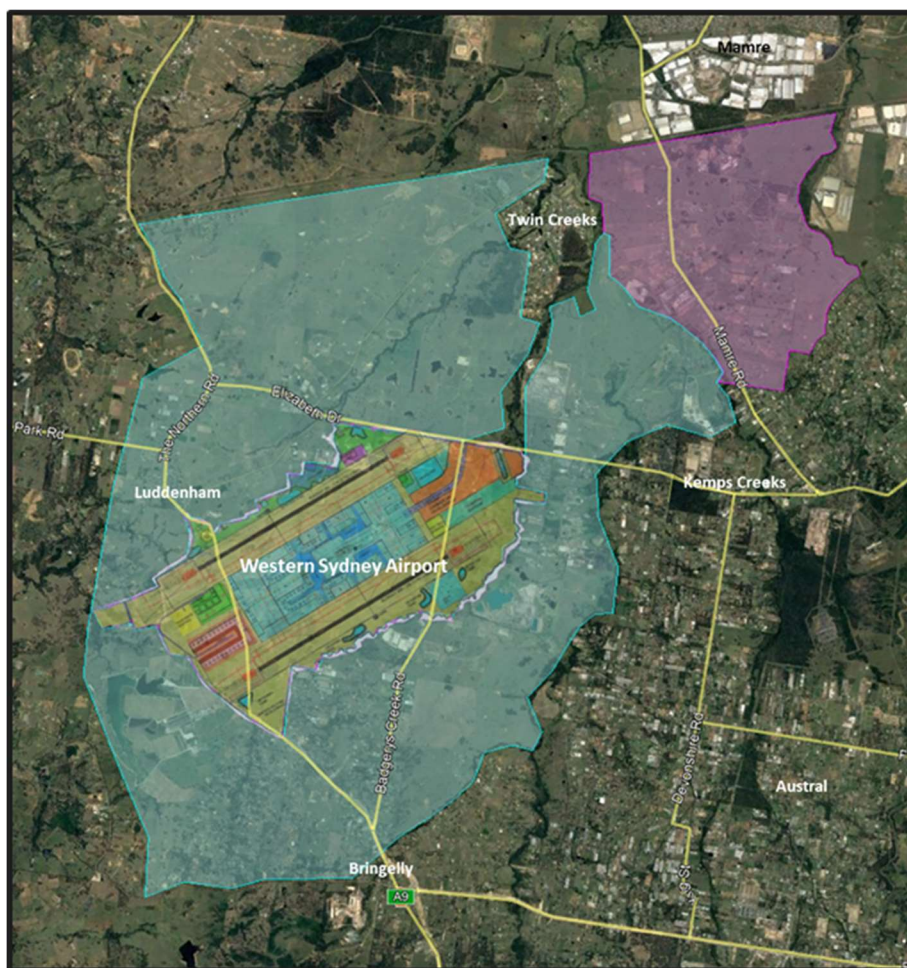 Mamre
Twin Creeks
Mamre Rd
Elizabeth Dr
The Northern Rd
Park Rd
Kemps Creeks
Luddenham
Western Sydney Airport
Badgerys Creek Rd
Devonshire Rd
Austral
Bringelly
A9